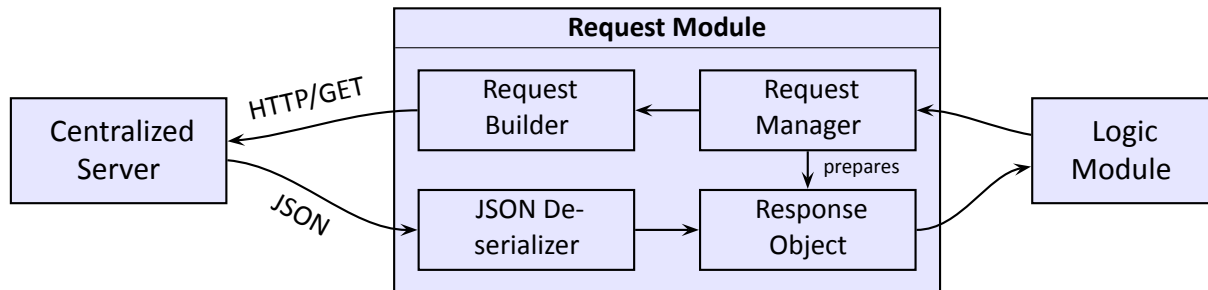 Request Module
HTTP/GET
Request
Builder
Request
Manager
Centralized
Server
Logic
Module
prepares
JSON
JSON De-
serializer
Response
Object